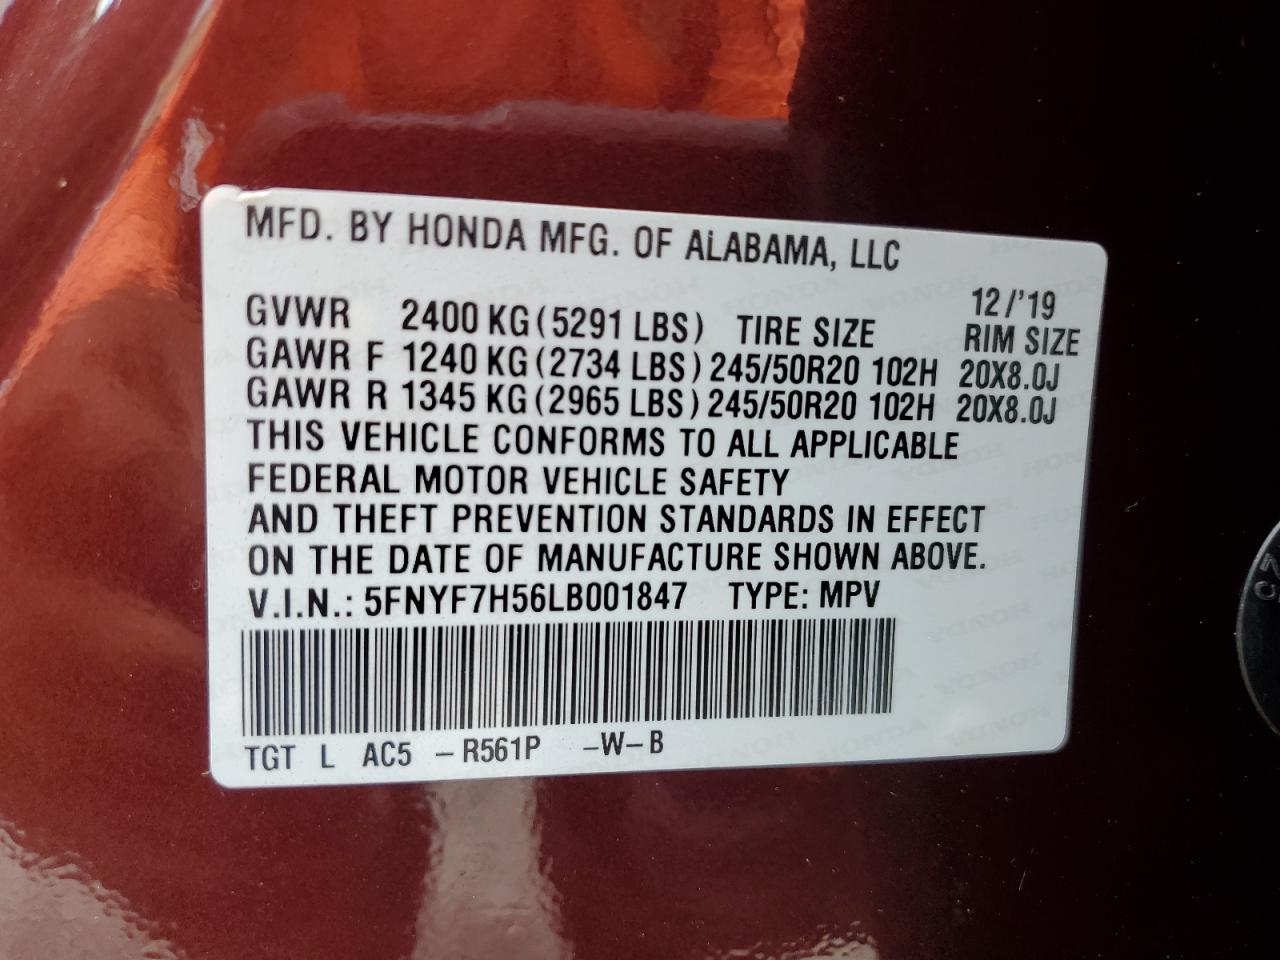 MFD. BY HONDA MFG. OF ALABAMA, LLC
12/'19
GVWR 2400 KG (5291 LBS) TIRE SIZE RIM SIZE
GAWR F 1240 KG (2734 LBS) 245/50R20 102H 20X8.0J
GAWR R 1345 KG (2965 LBS) 245/50R20 102H 20X8.0J
THIS VEHICLE CONFORMS TO ALL APPLICABLE
FEDERAL MOTOR VEHICLE SAFETY
AND THEFT PREVENTION STANDARDS IN EFFECT
ON THE DATE OF MANUFACTURE SHOWN ABOVE.
V.I.N.: 5FNYF7H56LB001847 TYPE: MPV
TGT L AC5 -R561P -W-B